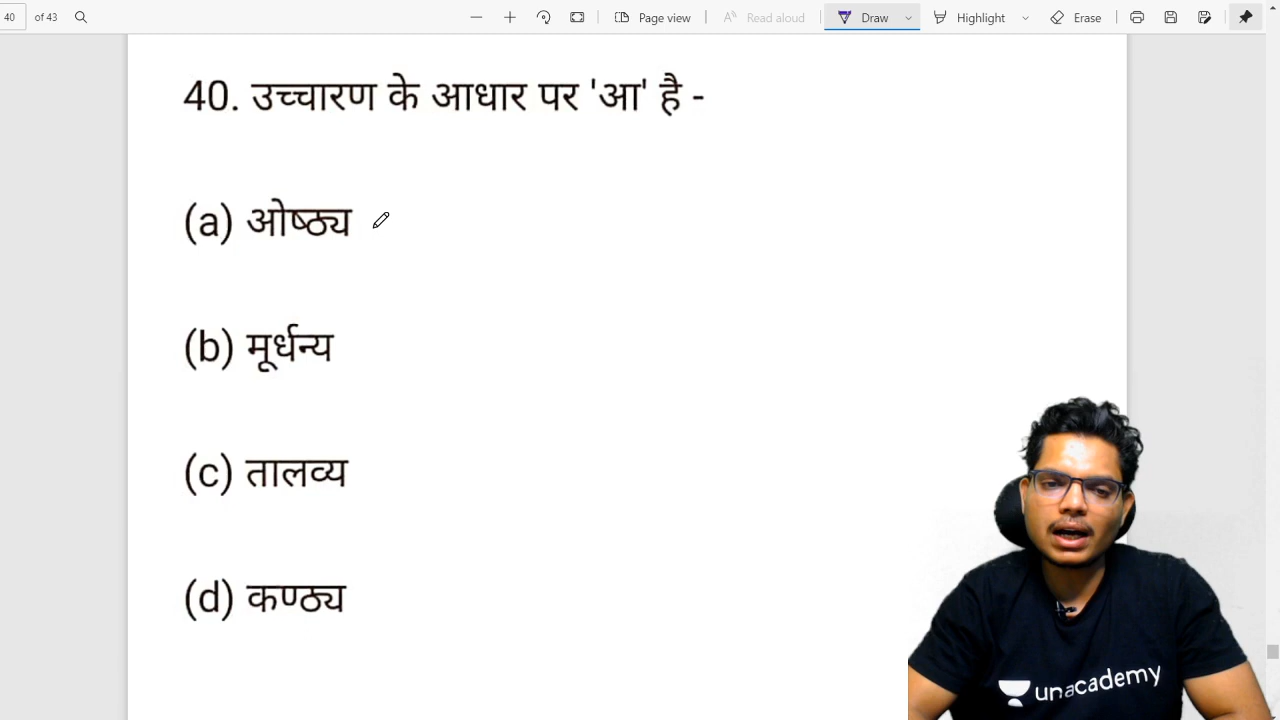 40 of 43 Page view Read aloud Draw Highlight Erase
40. उच्चारण के आधार पर 'आ' है -
(a) ओष्ठ्य
(b) मूर्धन्य
(c) तालव्य
(d) कण्ठ्य
unacademy